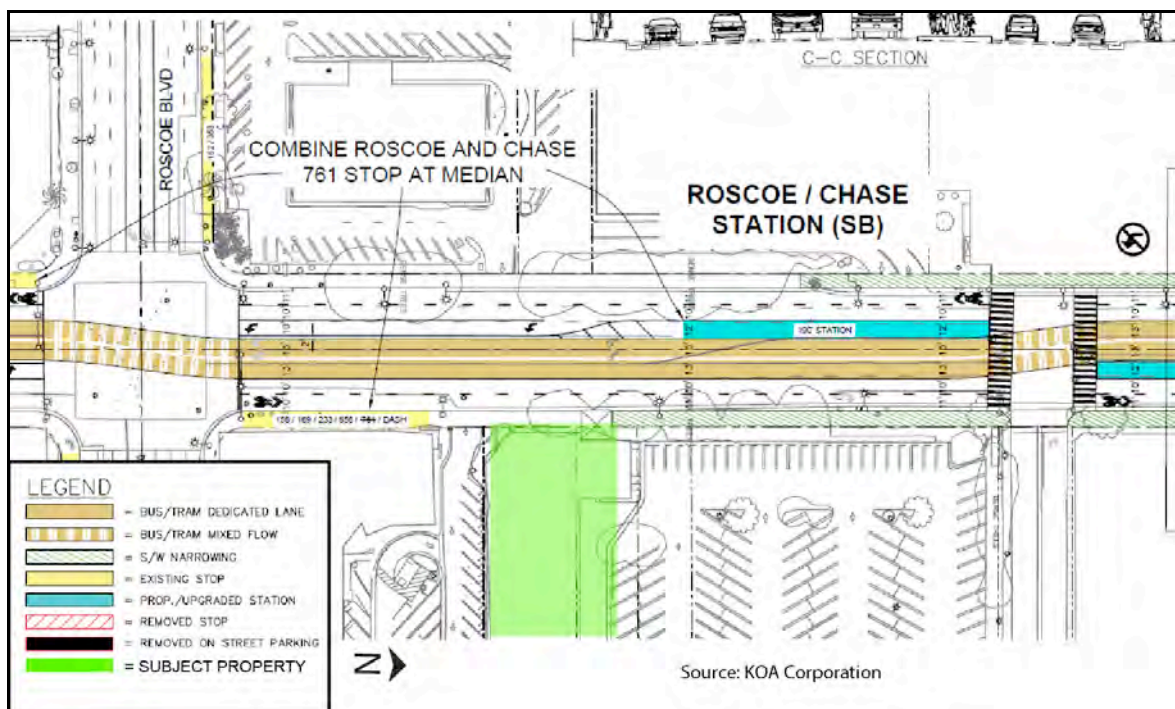 C-C SECTION
ROSCOE BLVD
COMBINE ROSCOE AND CHASE
761 STOP AT MEDIAN
ROSCOE / CHASE
STATION (SB)
100' STATION
LEGEND
= BUS/TRAM DEDICATED LANE
= BUS/TRAM MIXED FLOW
= S/W NARROWING
= EXISTING STOP
= PROP./UPGRADED STATION
= REMOVED STOP
= REMOVED ON STREET PARKING
= SUBJECT PROPERTY
N
Source: KOA Corporation